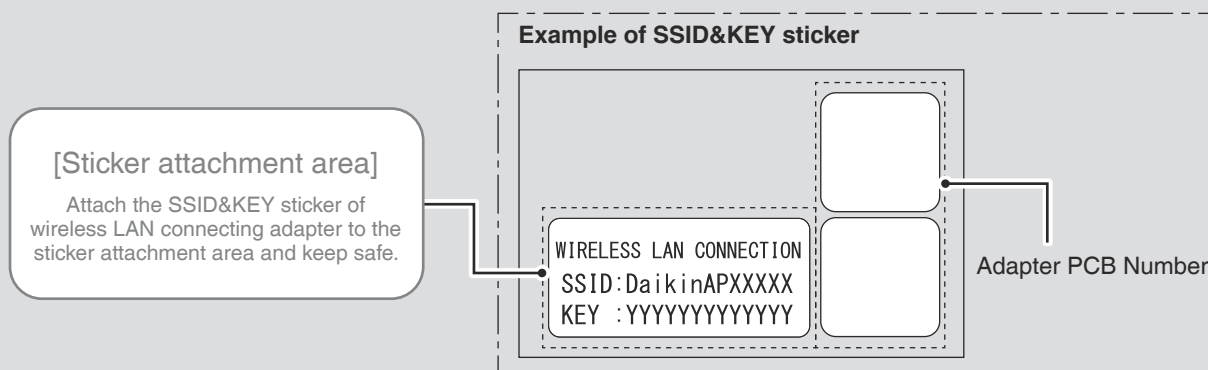 Example of SSID&KEY sticker
[Sticker attachment area]
Attach the SSID&KEY sticker of
wireless LAN connecting adapter to the
sticker attachment area and keep safe.
WIRELESS LAN CONNECTION
SSID:DaikinAPXXXXX
KEY :YYYYYYYYYYYYY
Adapter PCB Number